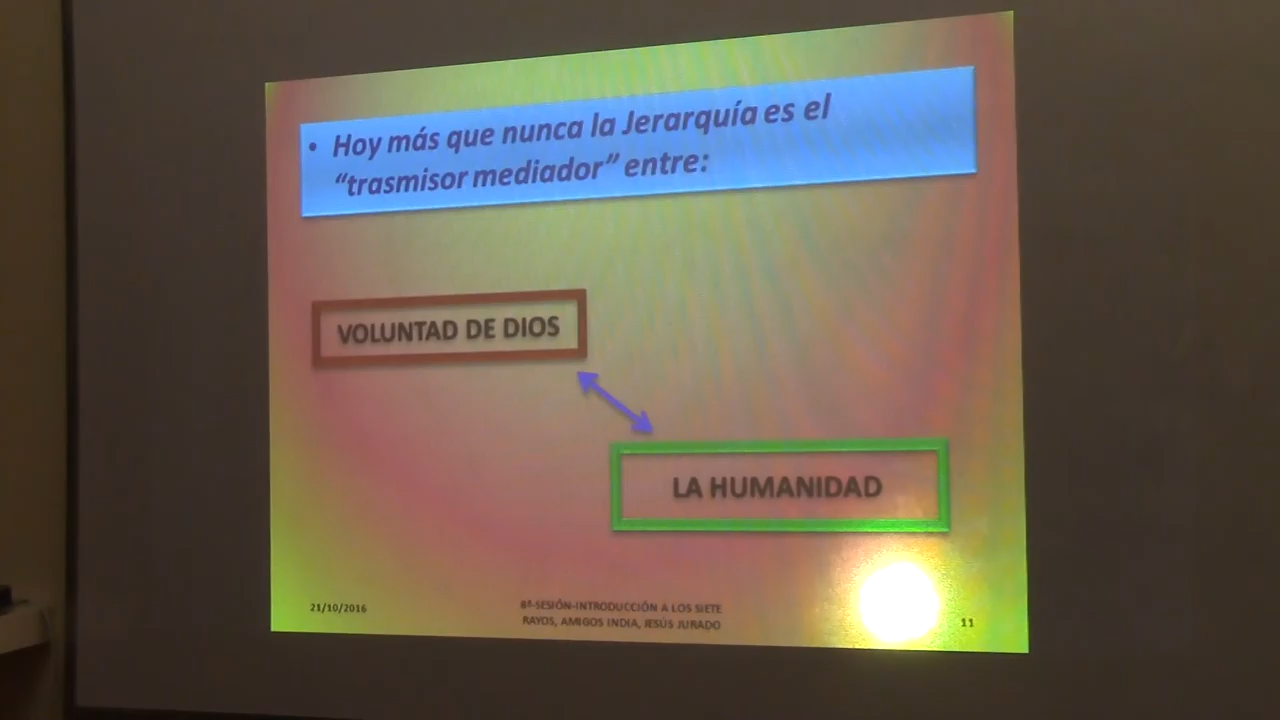 • Hoy más que nunca la Jerarquía es el
“trasmisor mediador” entre:
VOLUNTAD DE DIOS
LA HUMANIDAD
21/10/2016
8ª-SESIÓN-INTRODUCCIÓN A LOS SIETE
RAYOS, AMIGOS INDIA, JESÚS JURADO
11